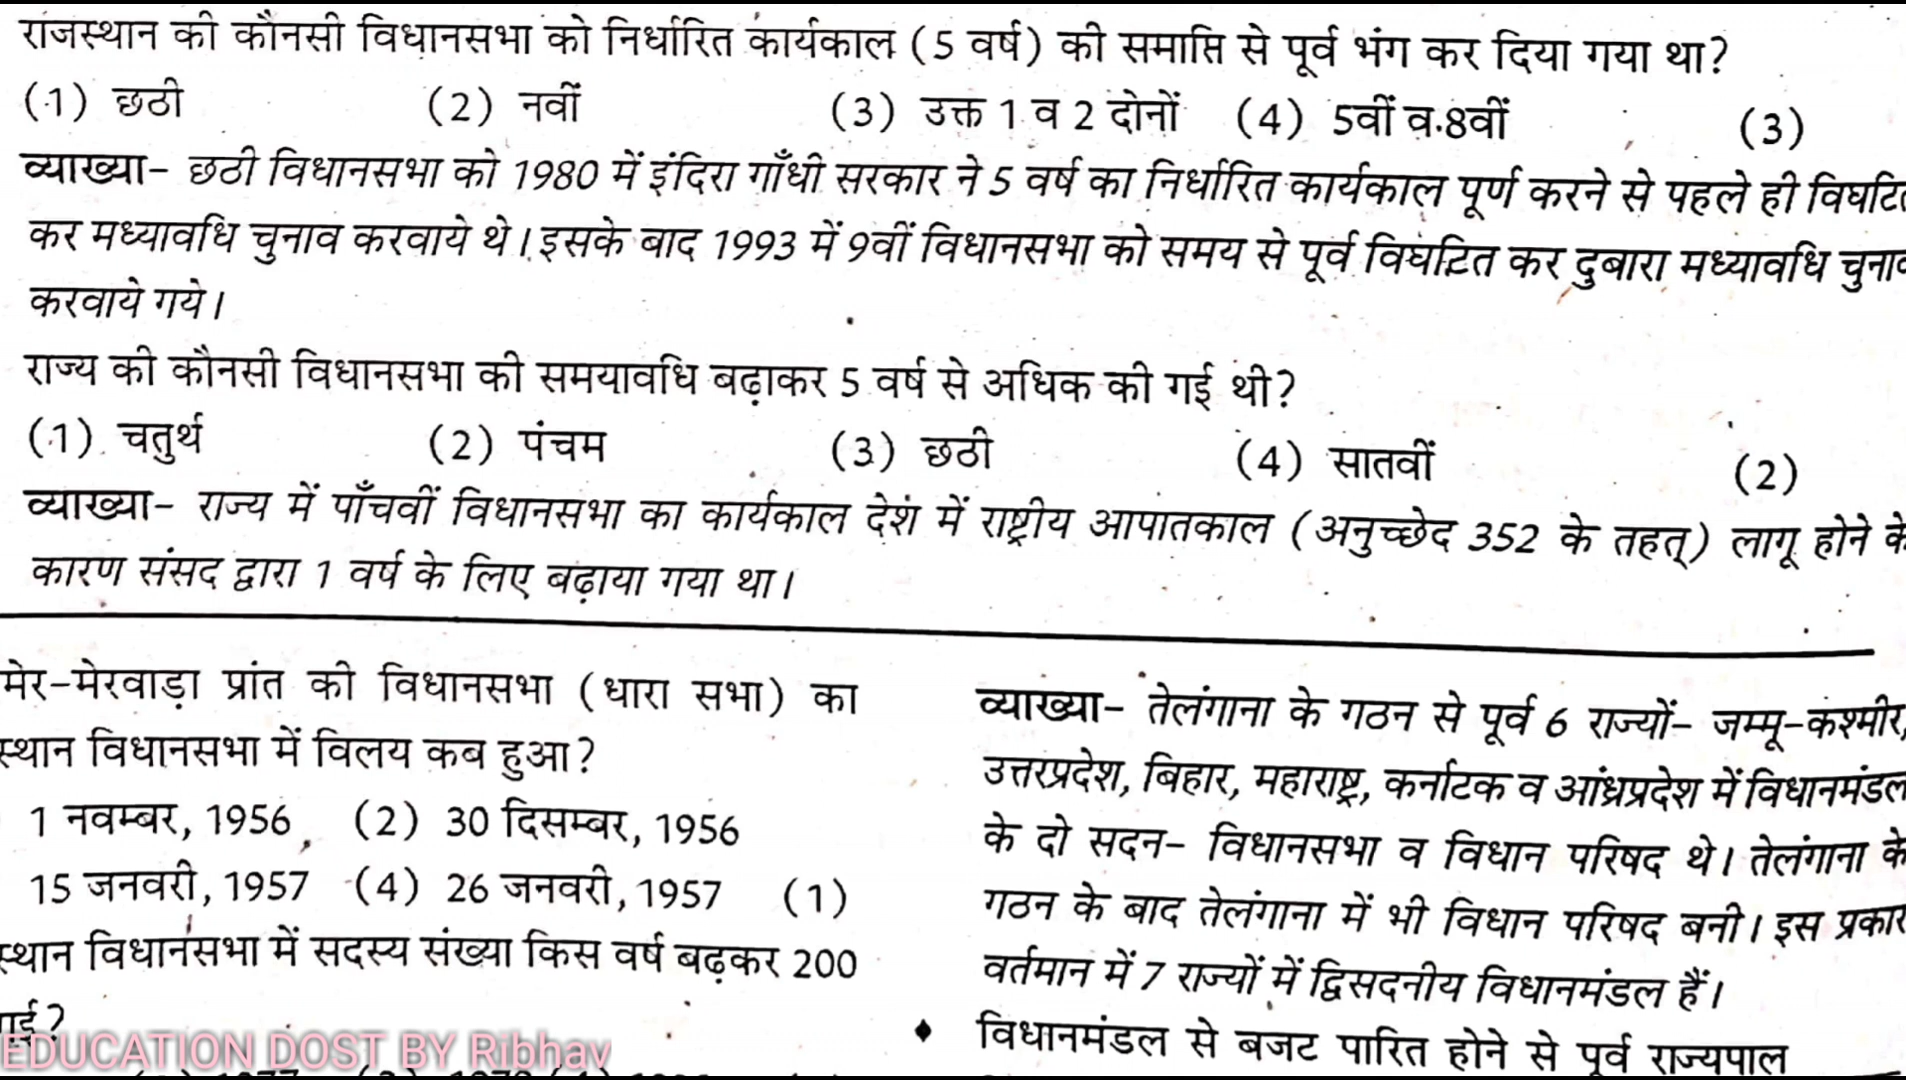 राजस्थान की कौनसी विधानसभा को निर्धारित कार्यकाल (5 वर्ष) की समाप्ति से पूर्व भंग कर दिया गया था?
(1) छठी (2) नवीं (3) उक्त 1 व 2 दोनों (4) 5वीं व 8वीं (3)
व्याख्या- छठी विधानसभा को 1980 में इंदिरा गाँधी सरकार ने 5 वर्ष का निर्धारित कार्यकाल पूर्ण करने से पहले ही विघटित
कर मध्यावधि चुनाव करवाये थे। इसके बाद 1993 में 9वीं विधानसभा को समय से पूर्व विघटित कर दुबारा मध्यावधि चुनाव
करवाये गये।
राज्य की कौनसी विधानसभा की समयावधि बढ़ाकर 5 वर्ष से अधिक की गई थी?
(1) चतुर्थ (2) पंचम (3) छठी (4) सातवीं (2)
व्याख्या- राज्य में पाँचवीं विधानसभा का कार्यकाल देश में राष्ट्रीय आपातकाल (अनुच्छेद 352 के तहत्) लागू होने के
कारण संसद द्वारा 1 वर्ष के लिए बढ़ाया गया था।
मेर-मेरवाड़ा प्रांत की विधानसभा (धारा सभा) का
स्थान विधानसभा में विलय कब हुआ?
1 नवम्बर, 1956 (2) 30 दिसम्बर, 1956
15 जनवरी, 1957 (4) 26 जनवरी, 1957 (1)
स्थान विधानसभा में सदस्य संख्या किस वर्ष बढ़कर 200
गई?
व्याख्या- तेलंगाना के गठन से पूर्व 6 राज्यों- जम्मू-कश्मीर,
उत्तरप्रदेश, बिहार, महाराष्ट्र, कर्नाटक व आंध्रप्रदेश में विधानमंडल
के दो सदन- विधानसभा व विधान परिषद थे। तेलंगाना के
गठन के बाद तेलंगाना में भी विधान परिषद बनी। इस प्रकार
वर्तमान में 7 राज्यों में द्विसदनीय विधानमंडल हैं।
♦ विधानमंडल से बजट पारित होने से पूर्व राज्यपाल
EDUCATION DOST BY Ribhav